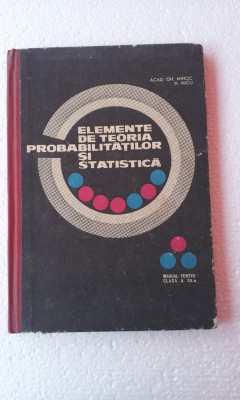 ACAD. GH. MIHOC
N. MICU
ELEMENTE
DE TEORIA
PROBABILITĂȚILOR
ȘI
STATISTICĂ
MANUAL PENTRU
CLASA A XII-a